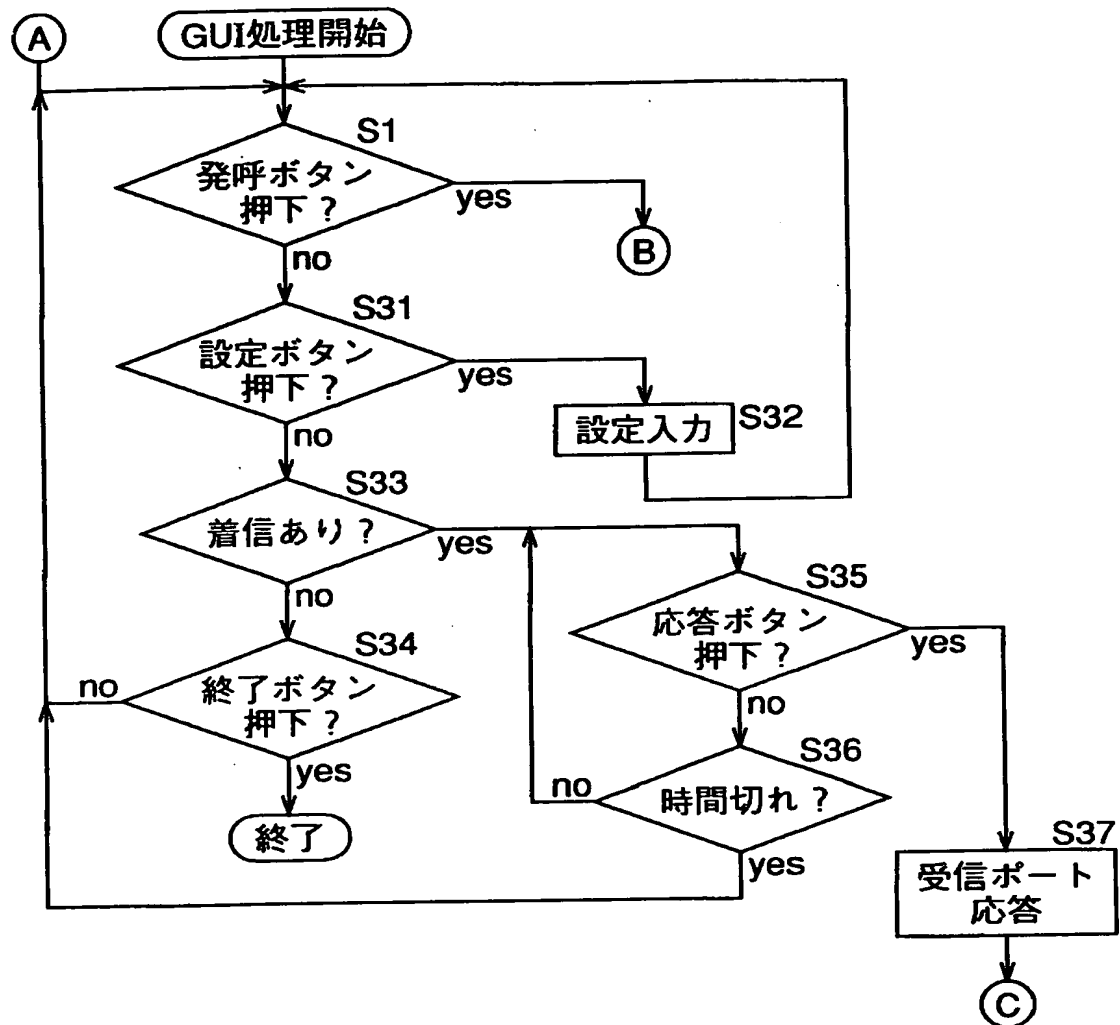 A
GUI処理開始
S1
発呼ボタン
押下?
yes
B
no
S31
設定ボタン
押下?
yes
設定入力
S32
no
S33
着信あり?
yes
no
S35
応答ボタン
押下?
yes
S34
終了ボタン
押下?
no
no
S36
時間切れ?
no
yes
終了
yes
S37
受信ポート
応答
C